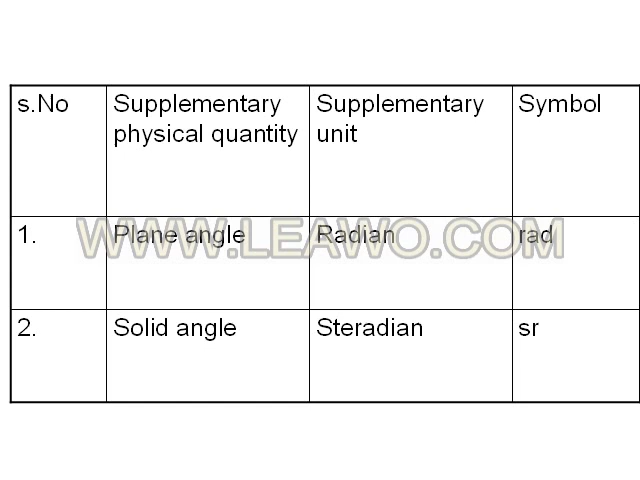 s.No Supplementary Supplementary Symbol
physical quantity unit
1. Plane angle Radian rad
WWW.LEAWO.COM
2. Solid angle Steradian sr